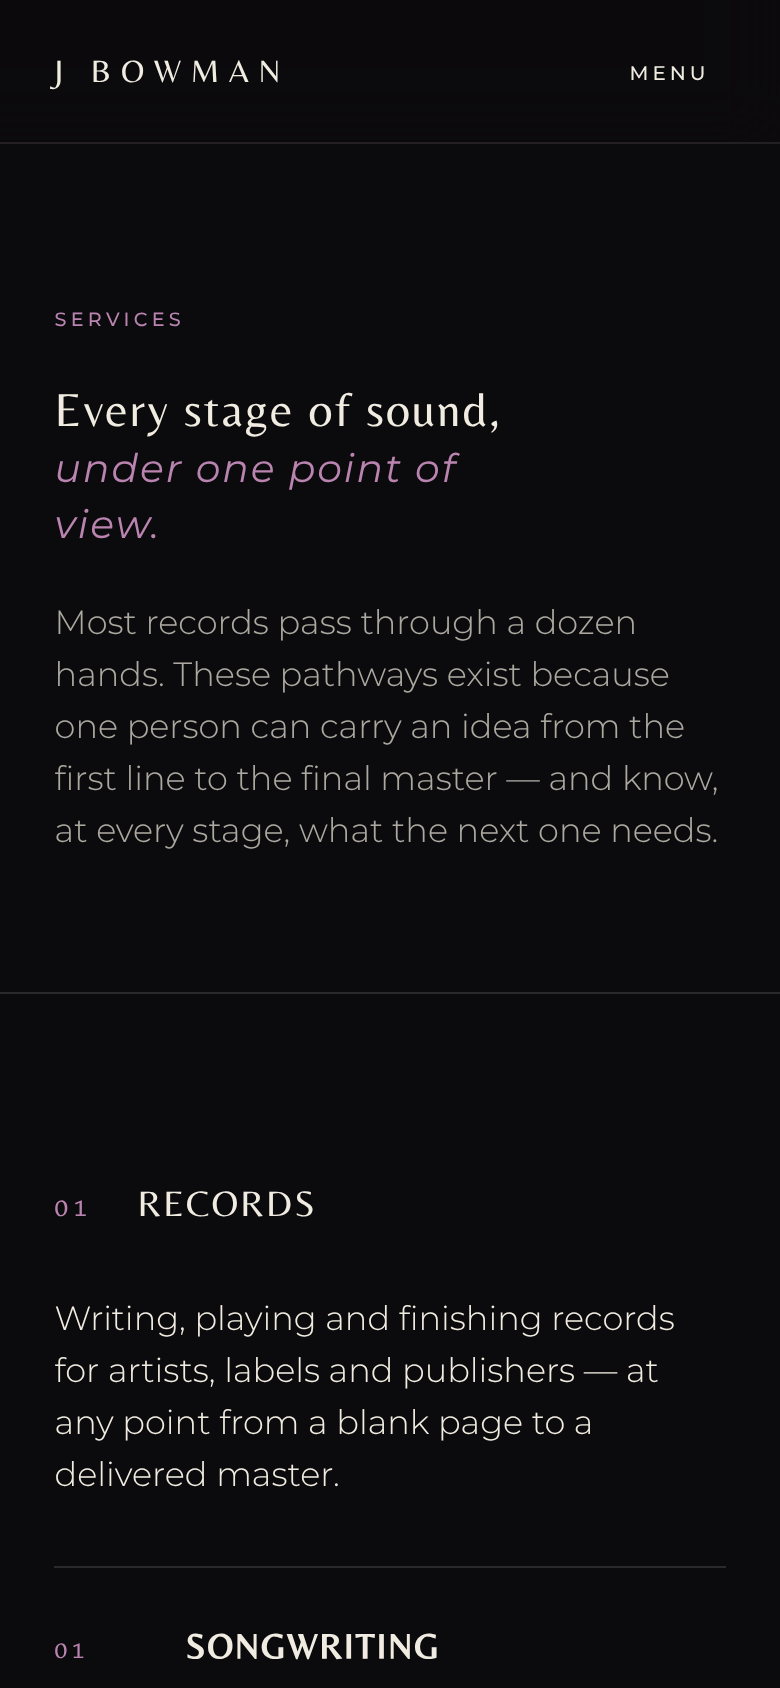 J BOWMAN
MENU
SERVICES
Every stage of sound,
under one point of
view.
Most records pass through a dozen
hands. These pathways exist because
one person can carry an idea from the
first line to the final master — and know,
at every stage, what the next one needs.
01 RECORDS
Writing, playing and finishing records
for artists, labels and publishers — at
any point from a blank page to a
delivered master.
01 SONGWRITING